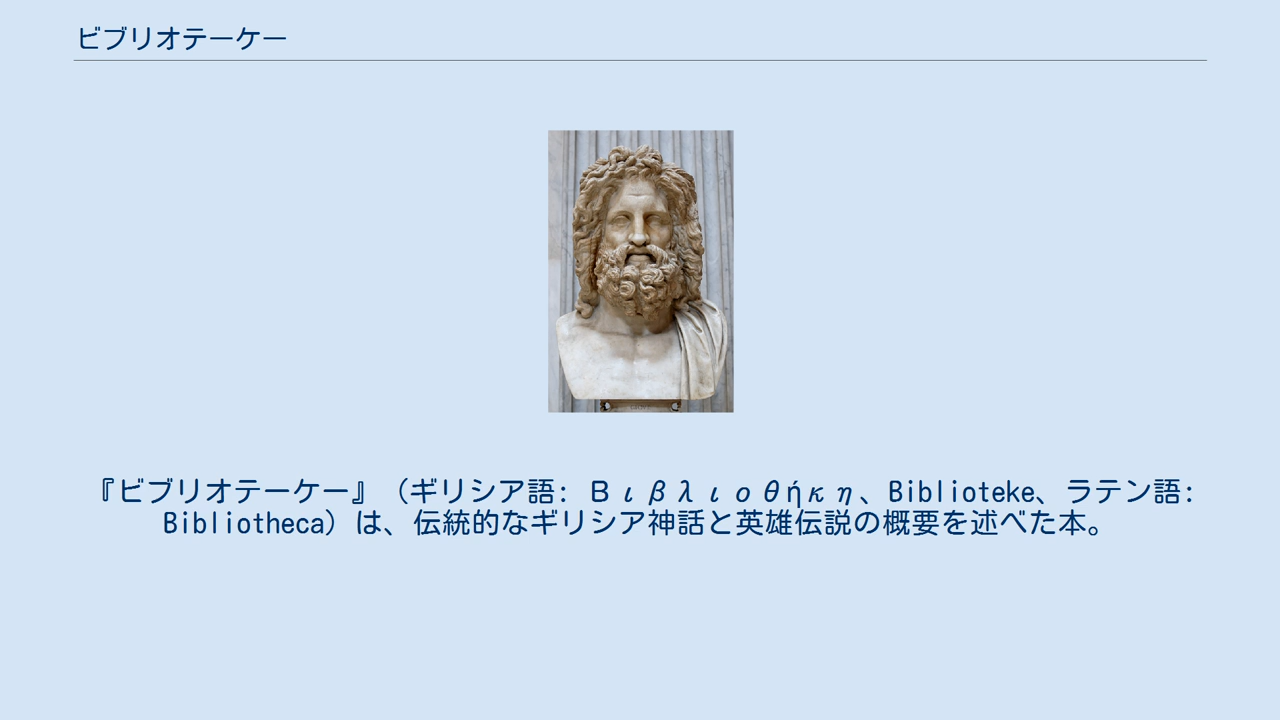 ビブリオテーケー
『ビブリオテーケー』（ギリシア語: Βιβλιοθήκη、Biblioteke、ラテン語:
Bibliotheca）は、伝統的なギリシア神話と英雄伝説の概要を述べた本。